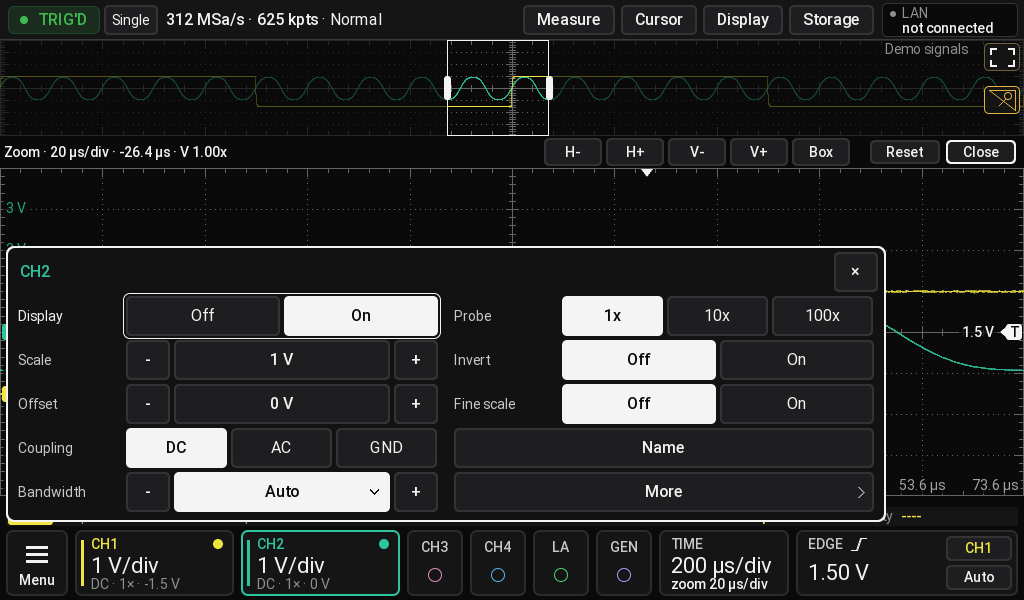 TRIG'D
Single
312 MSa/s · 625 kpts · Normal
Measure
Cursor
Display
Storage
LAN
not connected
Demo signals
Zoom · 20 µs/div · -26.4 µs · V 1.00x
H-
H+
V-
V+
Box
Reset
Close
3 V
CH2
×
Display
Off
On
Probe
1x
10x
100x
Scale
-
1 V
+
Invert
Off
On
1.5 V
T
Offset
-
0 V
+
Fine scale
Off
On
Coupling
DC
AC
GND
Name
Bandwidth
-
Auto
+
More
53.6 µs
73.6 µs
----
Menu
CH1
1 V/div
DC · 1× · -1.5 V
CH2
1 V/div
DC · 1× · 0 V
CH3
CH4
LA
GEN
TIME
200 µs/div
zoom 20 µs/div
EDGE
1.50 V
CH1
Auto